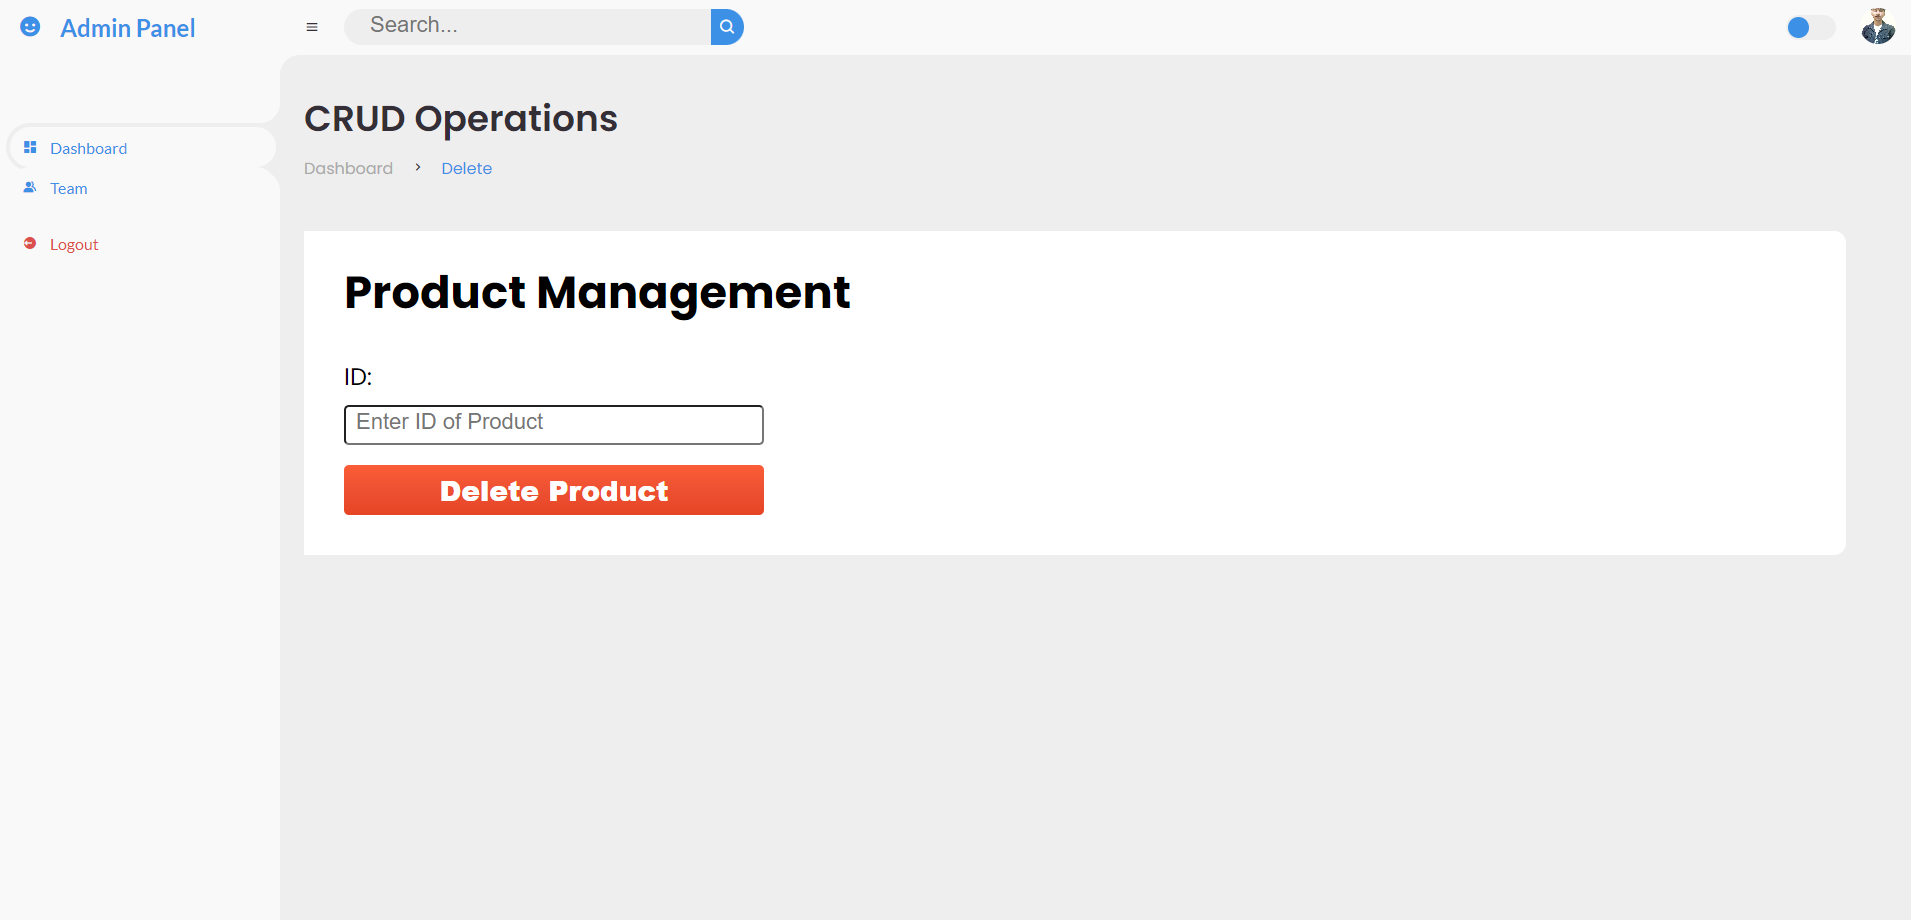 Admin Panel
Search...
Dashboard
Team
Logout
CRUD Operations
Dashboard > Delete
Product Management
ID:
Enter ID of Product
Delete Product